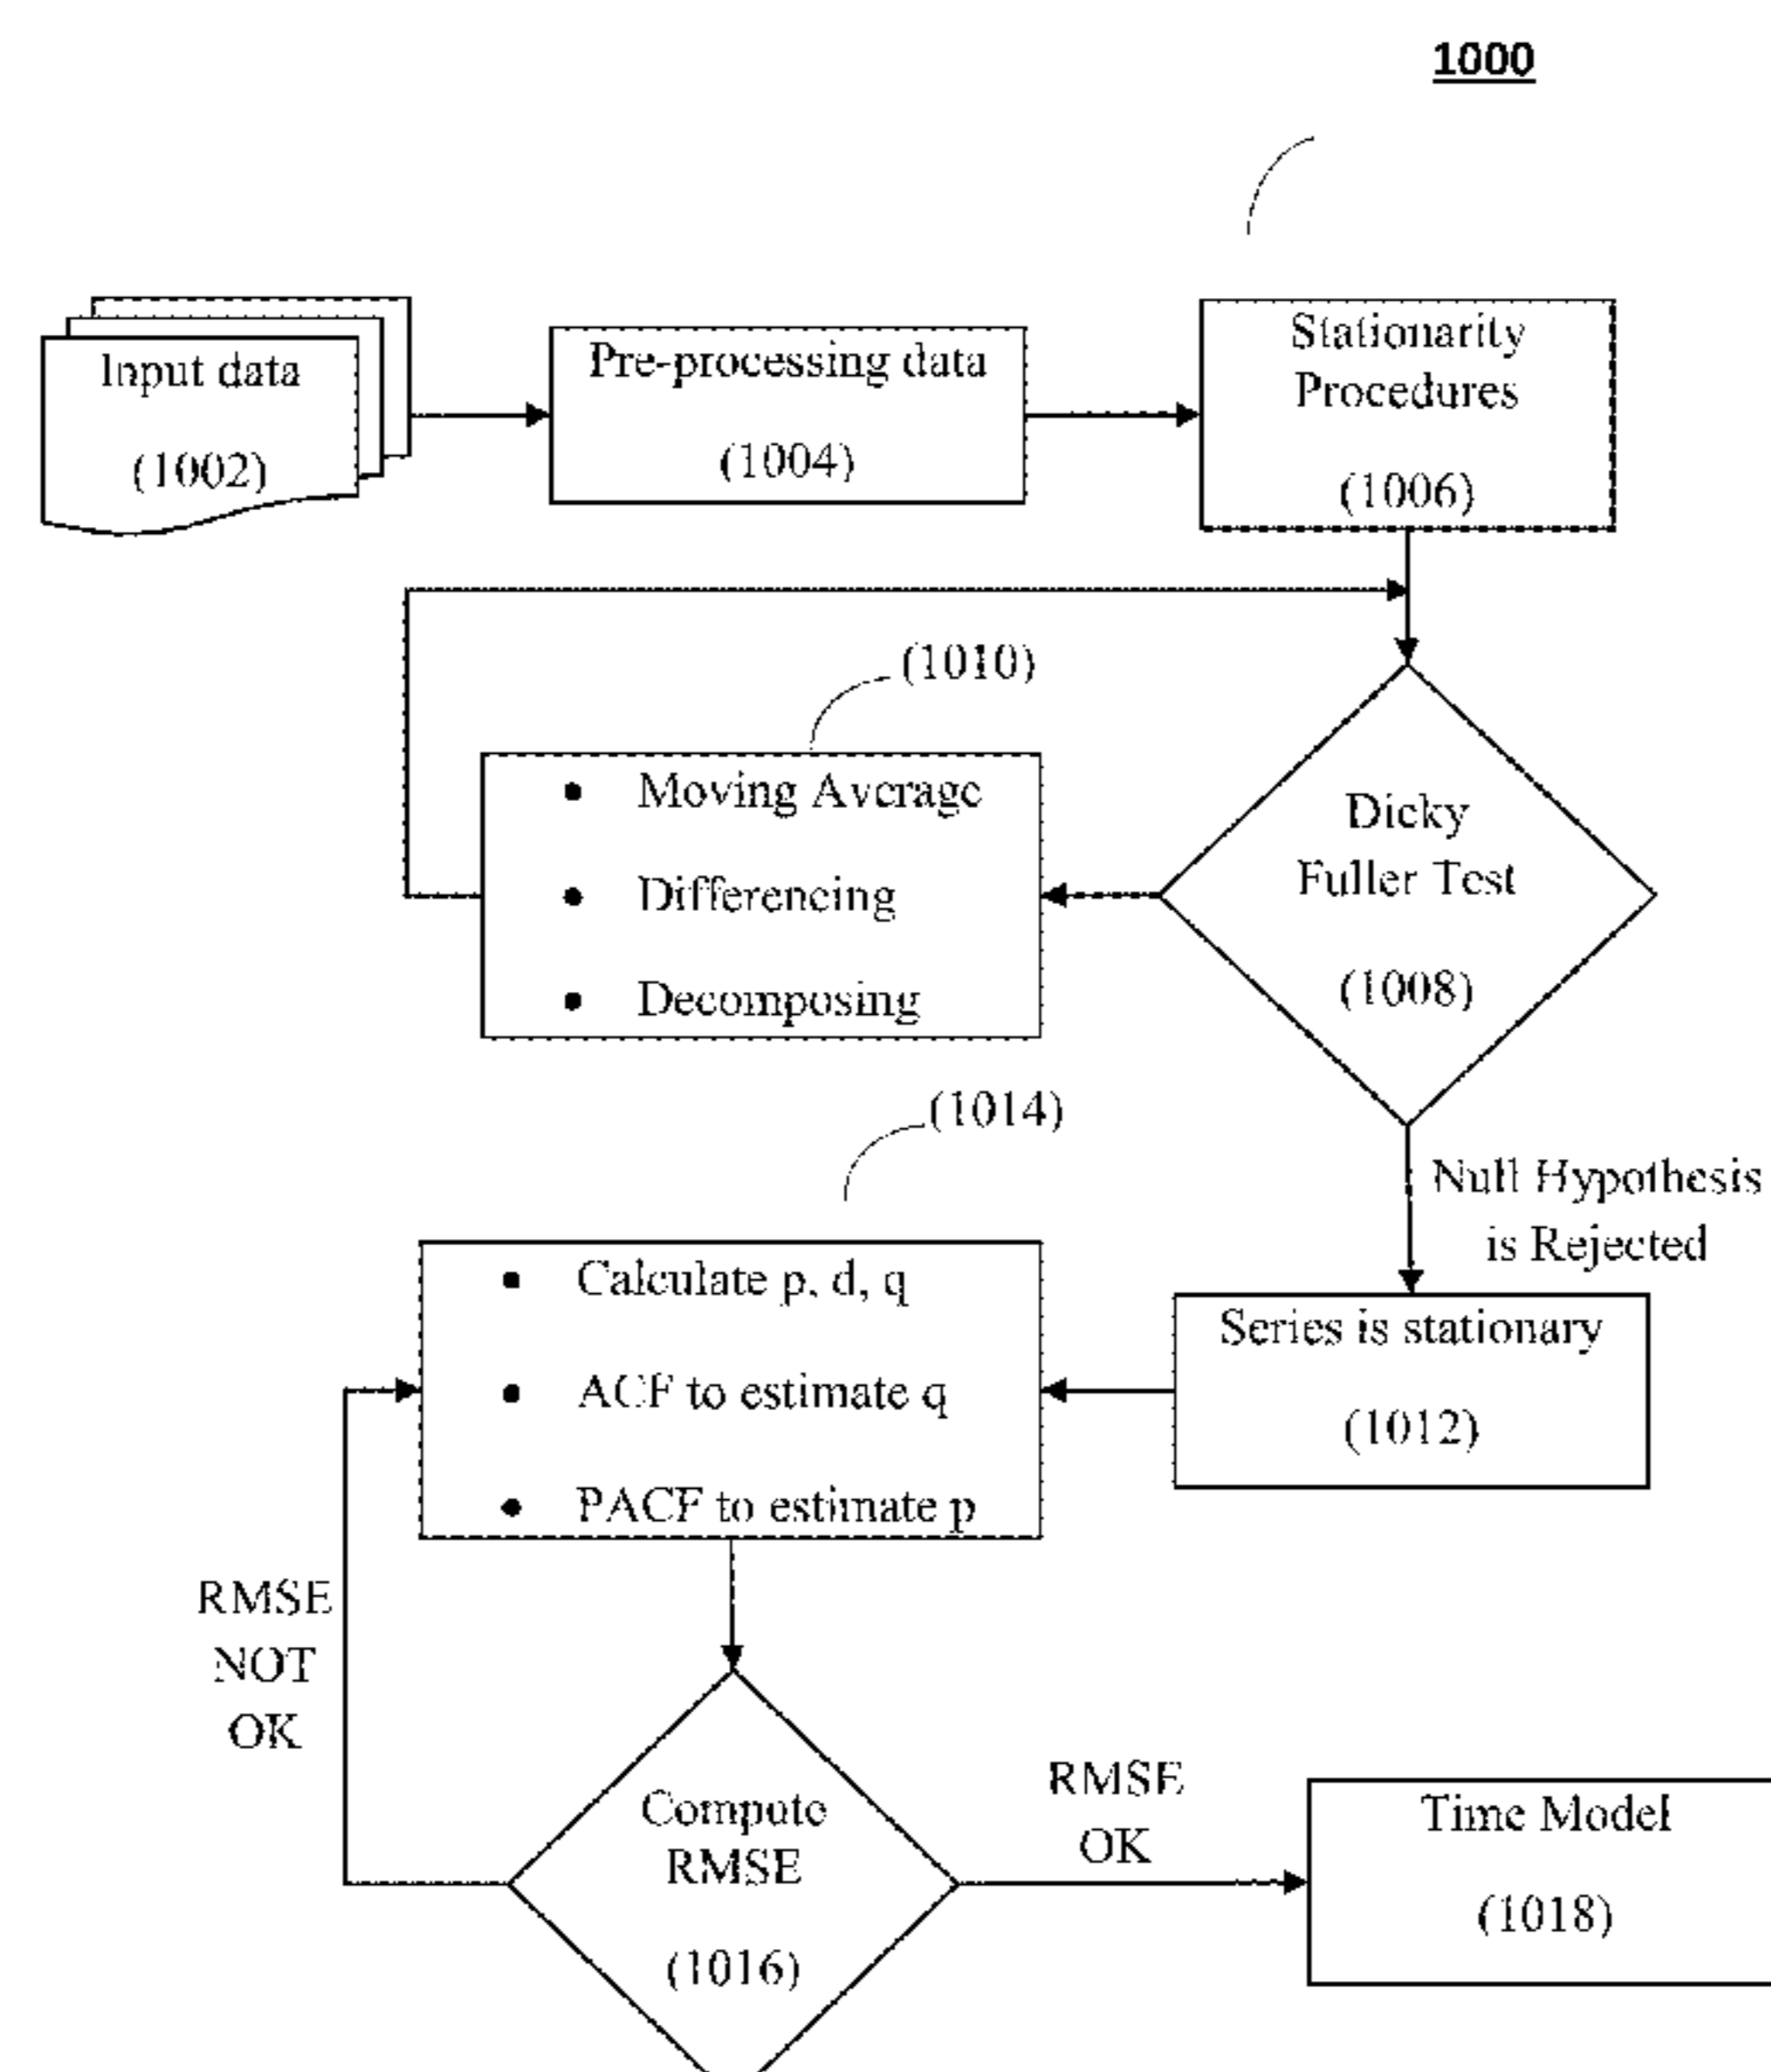 1000
Input data
(1002)
Pre-processing data
(1004)
Stationarity
Procedures
(1006)
(1010)
• Moving Average
• Differencing
• Decomposing
Dicky
Fuller Test
(1008)
Null Hypothesis
is Rejected
(1014)
• Calculate p, d, q
• ACF to estimate q
• PACF to estimate p
Series is stationary
(1012)
RMSE
NOT
OK
Compute
RMSE
(1016)
RMSE
OK
Time Model
(1018)